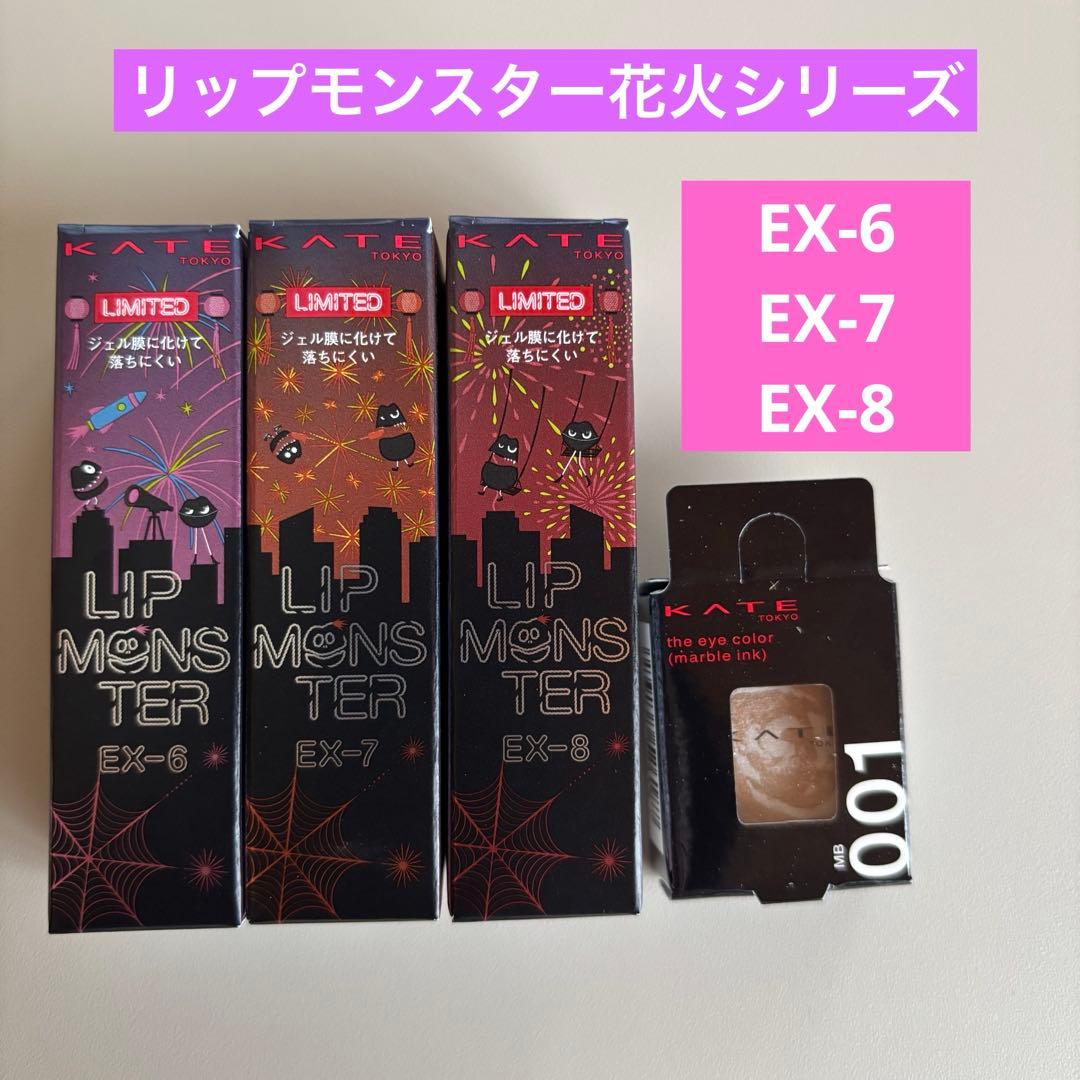 リップモンスター花火シリーズ
EX-6
EX-7
EX-8
KATE
TOKYO
LIMITED
ジェル膜に化けて
落ちにくい
LIP
MONS
TER
EX-6
KATE
TOKYO
LIMITED
ジェル膜に化けて
落ちにくい
LIP
MONS
TER
EX-7
KATE
TOKYO
LIMITED
ジェル膜に化けて
落ちにくい
LIP
MONS
TER
EX-8
KATE
TOKYO
the eye color
(marble ink)
KATE
TOKYO
MB
001